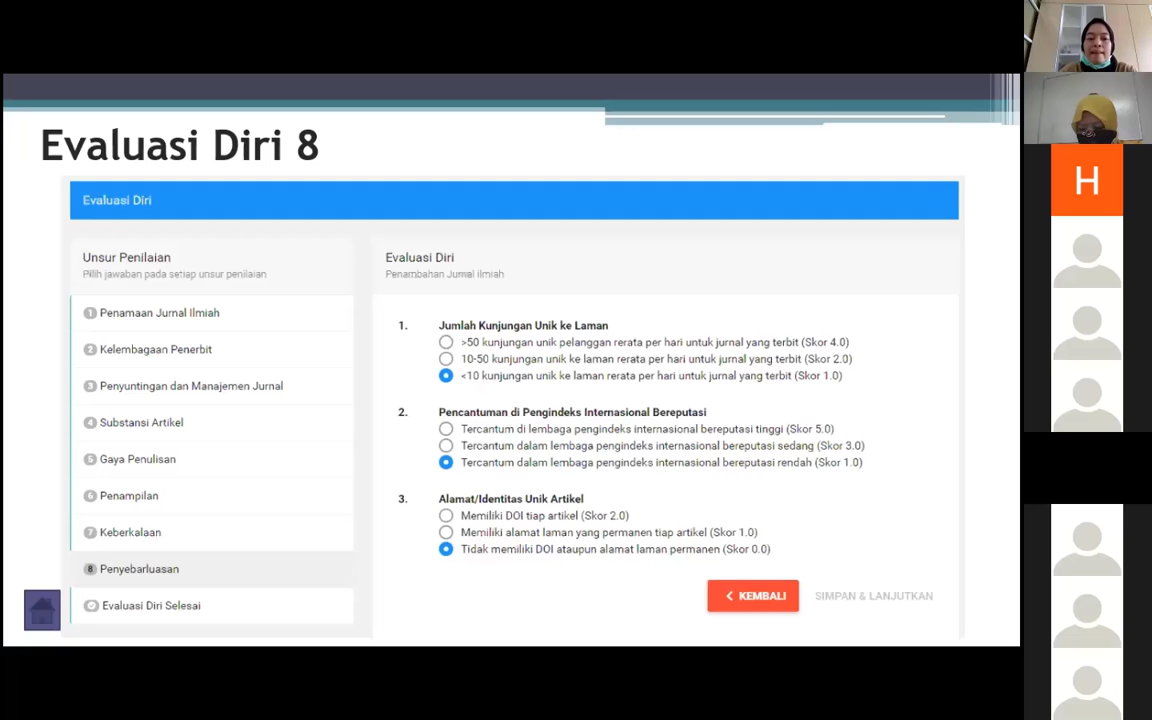 Evaluasi Diri 8
Evaluasi Diri
Unsur Penilaian
Pilih jawaban pada setiap unsur penilaian
1 Penamaan Jurnal Ilmiah
2 Kelembagaan Penerbit
3 Penyuntingan dan Manajemen Jurnal
4 Substansi Artikel
5 Gaya Penulisan
6 Penampilan
7 Keberkalaan
8 Penyebarluasan
Evaluasi Diri Selesai
Evaluasi Diri
Penambahan Jurnal Ilmiah
1. Jumlah Kunjungan Unik ke Laman
>50 kunjungan unik pelanggan rerata per hari untuk jurnal yang terbit (Skor 4.0)
10-50 kunjungan unik ke laman rerata per hari untuk jurnal yang terbit (Skor 2.0)
<10 kunjungan unik ke laman rerata per hari untuk jurnal yang terbit (Skor 1.0)
2. Pencantuman di Pengindeks Internasional Bereputasi
Tercantum di lembaga pengindeks internasional bereputasi tinggi (Skor 5.0)
Tercantum dalam lembaga pengindeks internasional bereputasi sedang (Skor 3.0)
Tercantum dalam lembaga pengindeks internasional bereputasi rendah (Skor 1.0)
3. Alamat/Identitas Unik Artikel
Memiliki DOI tiap artikel (Skor 2.0)
Memiliki alamat laman yang permanen tiap artikel (Skor 1.0)
Tidak memiliki DOI ataupun alamat laman permanen (Skor 0.0)
KEMBALI
SIMPAN & LANJUTKAN
H